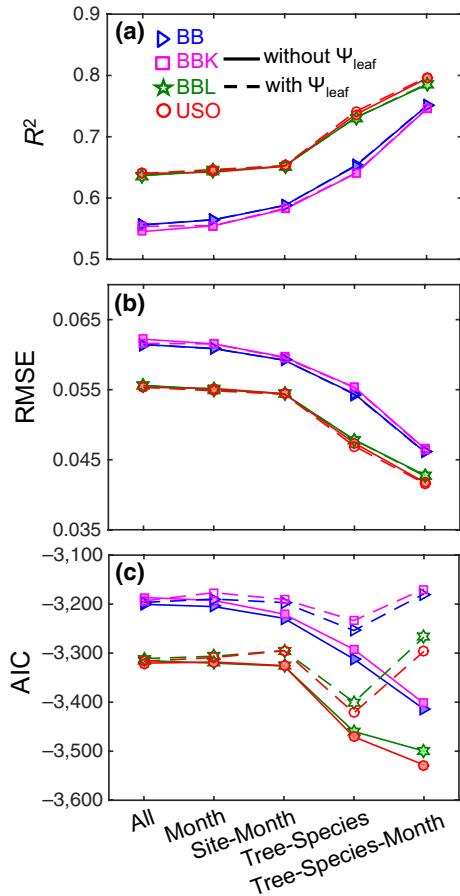 (a)
BB
BBK
BBL
USO
without Ψleaf
with Ψleaf
R²
0.9
0.8
0.7
0.6
0.5
(b)
RMSE
0.065
0.055
0.045
0.035
(c)
AIC
−3,100
−3,200
−3,300
−3,400
−3,500
−3,600
All
Month
Site-Month
Tree-Species
Tree-Species-Month